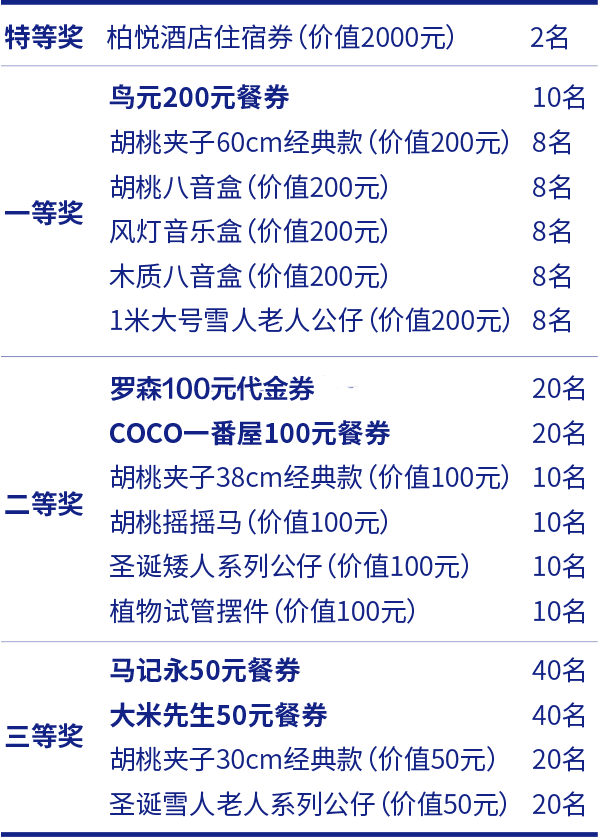 特等奖 柏悦酒店住宿券(价值2000元) 2名
鸟元200元餐券 10名
胡桃夹子60cm经典款(价值200元) 8名
胡桃八音盒(价值200元) 8名
一等奖
风灯音乐盒(价值200元) 8名
木质八音盒(价值200元) 8名
1米大号雪人老人公仔(价值200元) 8名
罗森100元代金券 20名
COCO一番屋100元餐券 20名
胡桃夹子38cm经典款(价值100元) 10名
二等奖
胡桃摇摇马(价值100元) 10名
圣诞矮人系列公仔(价值100元) 10名
植物试管摆件(价值100元) 10名
马记永50元餐券 40名
大米先生50元餐券 40名
三等奖
胡桃夹子30cm经典款(价值50元) 20名
圣诞雪人老人系列公仔(价值50元) 20名